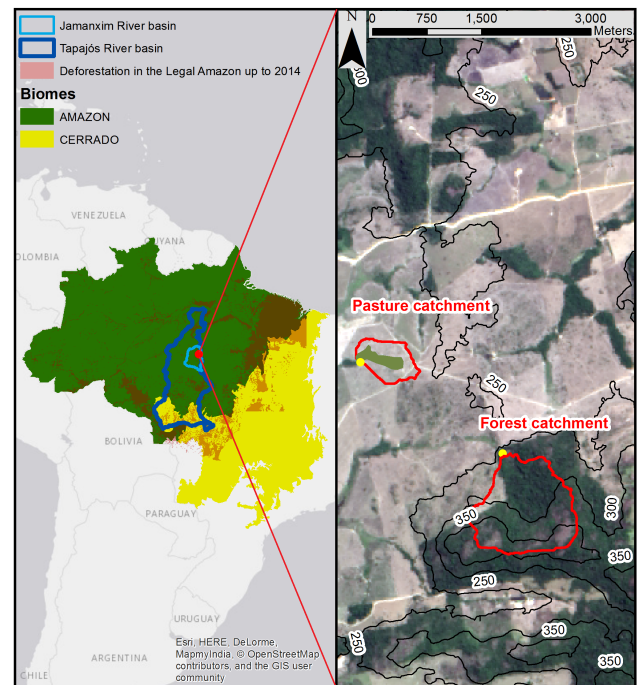 Jamanxim River basin
Tapajós River basin
Deforestation in the Legal Amazon up to 2014
Biomes
AMAZON
CERRADO
VENEZUELA
UYANA
OLOMBIA
BOLIVIA
PARAGUAY
URUGUAY
ARGENTINA
CHILE
Esri, HERE, DeLorme,
MapmyIndia, © OpenStreetMap
contributors, and the GIS user
community
N
0 750 1,500 3,000
Meters
250
300
250
Pasture catchment
250
Forest catchment
350
300
350
250
350
250
350